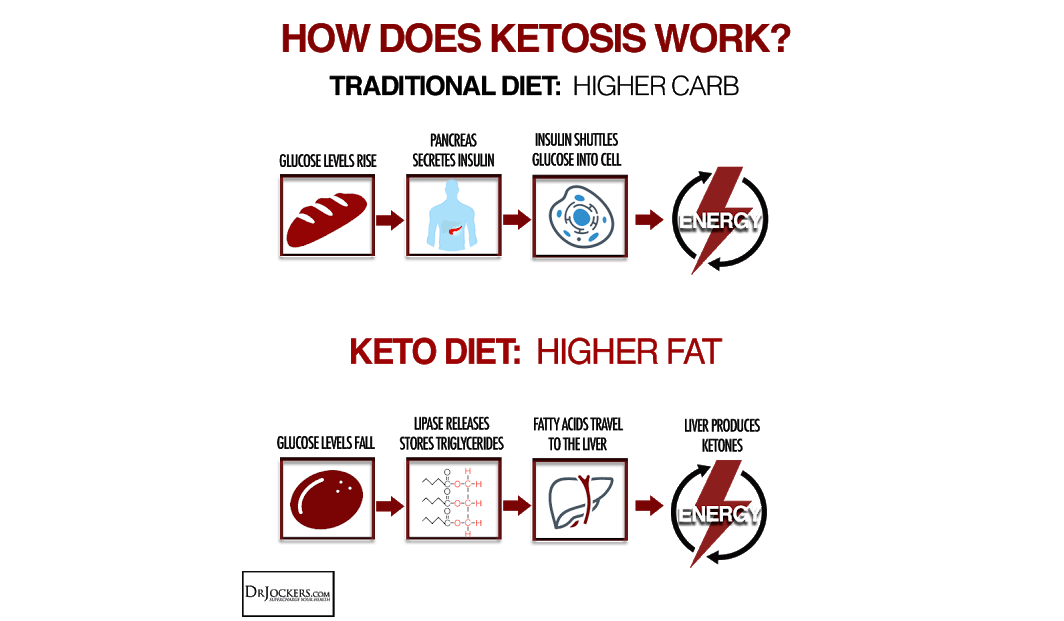 HOW DOES KETOSIS WORK?
TRADITIONAL DIET: HIGHER CARB
GLUCOSE LEVELS RISE
PANCREAS
SECRETES INSULIN
INSULIN SHUTTLES
GLUCOSE INTO CELL
ENERGY
KETO DIET: HIGHER FAT
GLUCOSE LEVELS FALL
LIPASE RELEASES
STORES TRIGLYCERIDES
O H
C-O-C-H
O
C-O-C-H
O
C-O-C-H
H
FATTY ACIDS TRAVEL
TO THE LIVER
LIVER PRODUCES
KETONES
ENERGY
DRJOCKERS.COM
SUPERCHARGE YOUR HEALTH